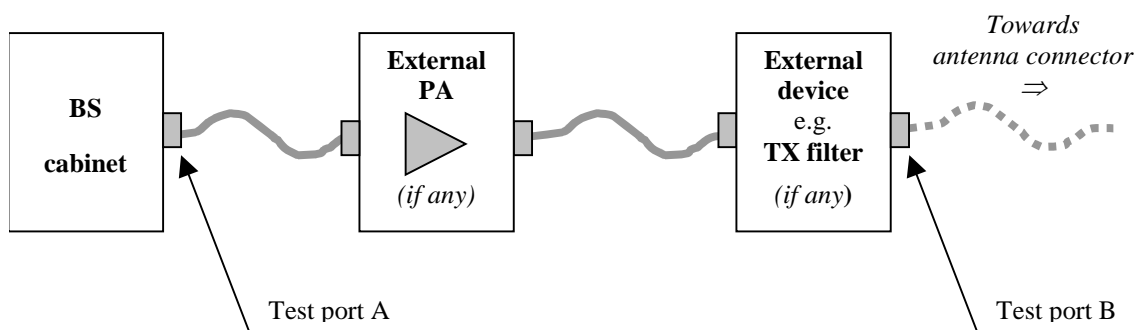 BS
cabinet
External
PA
(if any)
External
device
e.g.
TX filter
(if any)
Towards
antenna connector
⇒
Test port A
Test port B